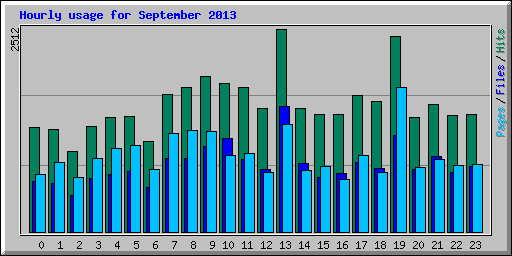 Hourly usage for September 2013
2512
Pages/Files/Hits
0 1 2 3 4 5 6 7 8 9 10 11 12 13 14 15 16 17 18 19 20 21 22 23